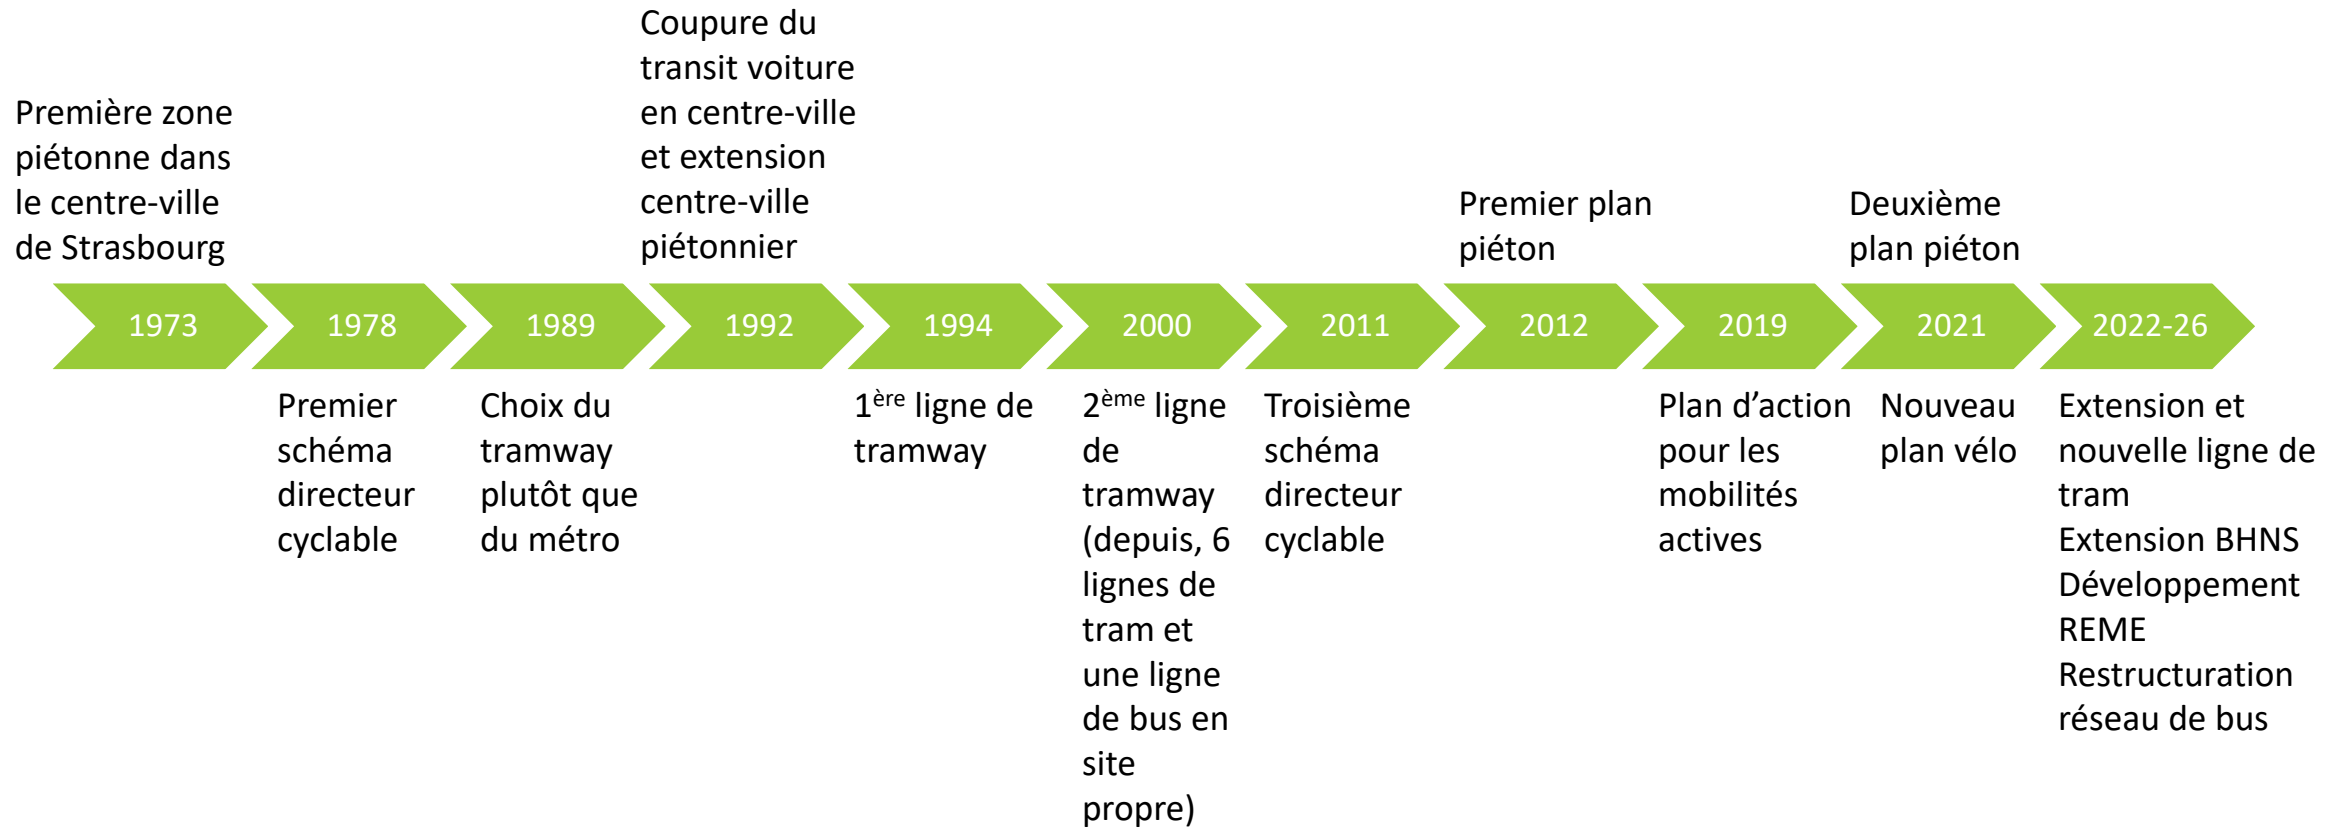 Première zone
piétonne dans
le centre-ville
de Strasbourg
Coupure du
transit voiture
en centre-ville
et extension
centre-ville
piétonnier
Premier plan
piéton
Deuxième
plan piéton
1973
1978
1989
1992
1994
2000
2011
2012
2019
2021
2022-26
Premier
schéma
directeur
cyclable
Choix du
tramway
plutôt que
du métro
1ère ligne de
tramway
2ème ligne
de
tramway
(depuis, 6
lignes de
tram et
une ligne
de bus en
site
propre)
Troisième
schéma
directeur
cyclable
Plan d’action
pour les
mobilités
actives
Nouveau
plan vélo
Extension et
nouvelle ligne de
tram
Extension BHNS
Développement
REME
Restructuration
réseau de bus